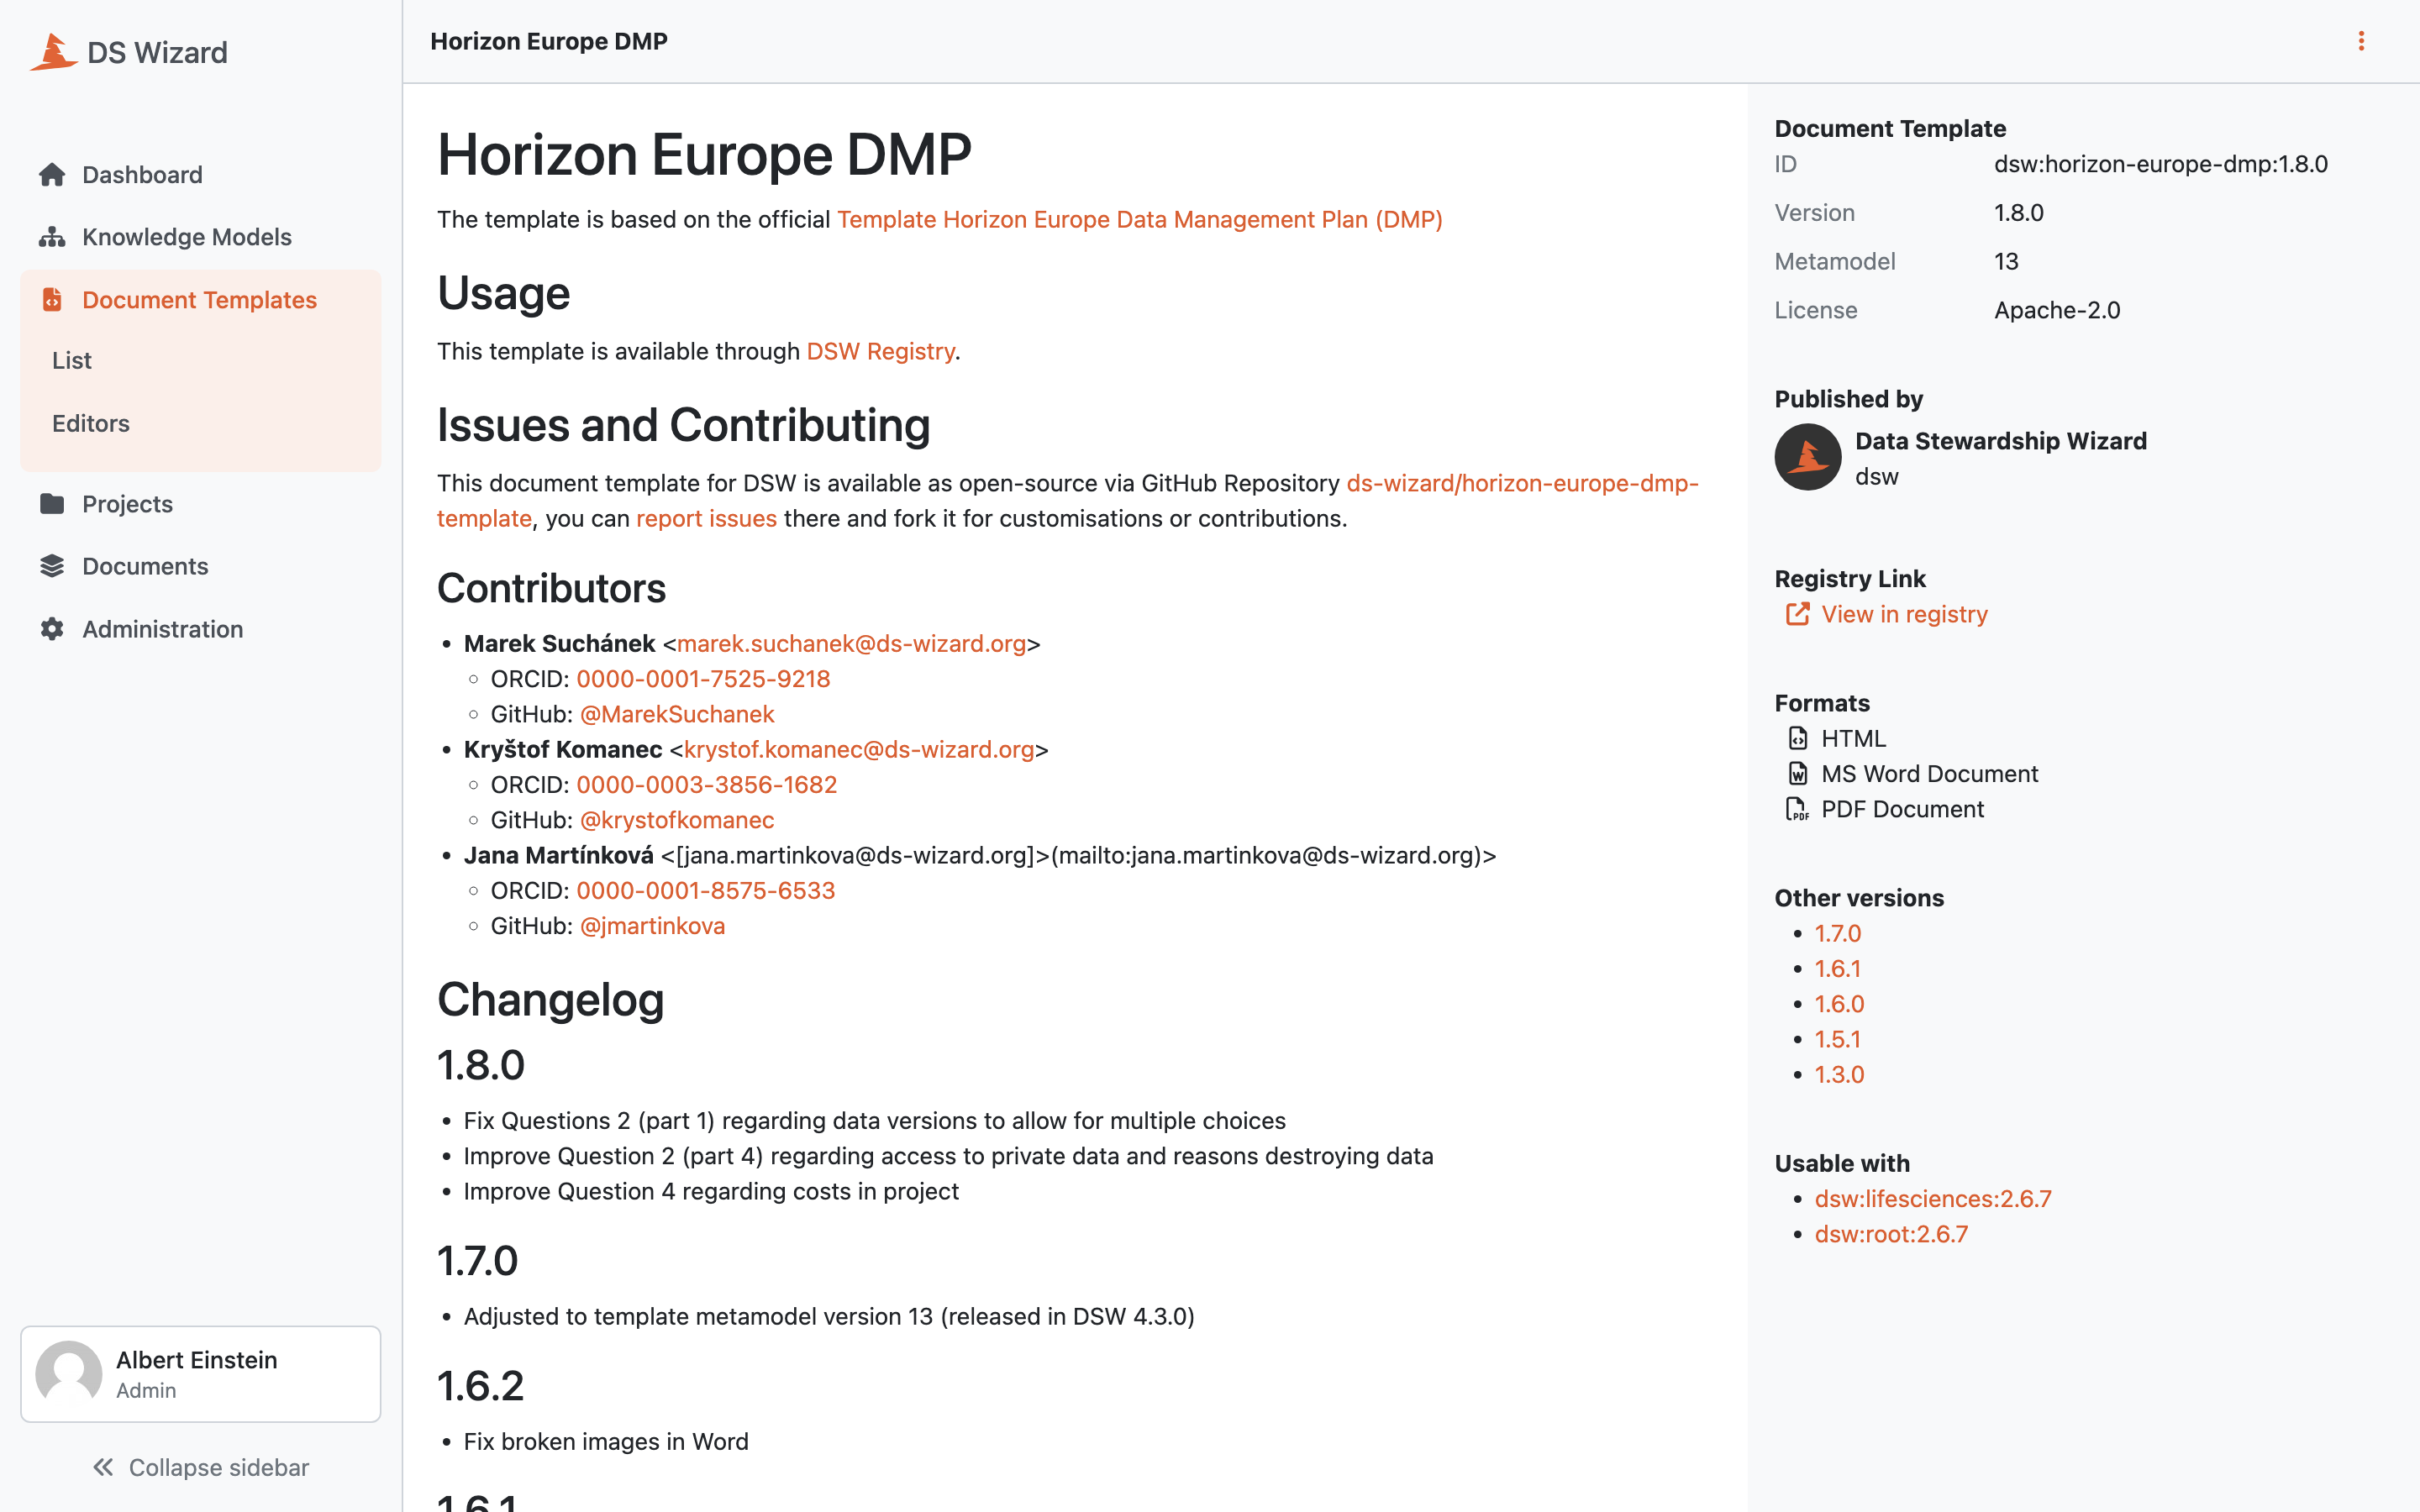 DS Wizard
Dashboard
Knowledge Models
Document Templates
List
Editors
Projects
Documents
Administration
Albert Einstein
Admin
Collapse sidebar
Horizon Europe DMP
Horizon Europe DMP
The template is based on the official Template Horizon Europe Data Management Plan (DMP)
Usage
This template is available through DSW Registry.
Issues and Contributing
This document template for DSW is available as open-source via GitHub Repository ds-wizard/horizon-europe-dmp-
template, you can report issues there and fork it for customisations or contributions.
Contributors
Marek Suchánek <marek.suchanek@ds-wizard.org>
ORCID: 0000-0001-7525-9218
GitHub: @MarekSuchanek
Kryštof Komanec <krystof.komanec@ds-wizard.org>
ORCID: 0000-0003-3856-1682
GitHub: @krystofkomanec
Jana Martínková <[jana.martinkova@ds-wizard.org]>(mailto:jana.martinkova@ds-wizard.org)>
ORCID: 0000-0001-8575-6533
GitHub: @jmartinkova
Changelog
1.8.0
Fix Questions 2 (part 1) regarding data versions to allow for multiple choices
Improve Question 2 (part 4) regarding access to private data and reasons destroying data
Improve Question 4 regarding costs in project
1.7.0
Adjusted to template metamodel version 13 (released in DSW 4.3.0)
1.6.2
Fix broken images in Word
1.6.1
Document Template
ID dsw:horizon-europe-dmp:1.8.0
Version 1.8.0
Metamodel 13
License Apache-2.0
Published by
Data Stewardship Wizard
dsw
Registry Link
View in registry
Formats
HTML
MS Word Document
PDF Document
Other versions
1.7.0
1.6.1
1.6.0
1.5.1
1.3.0
Usable with
dsw:lifesciences:2.6.7
dsw:root:2.6.7